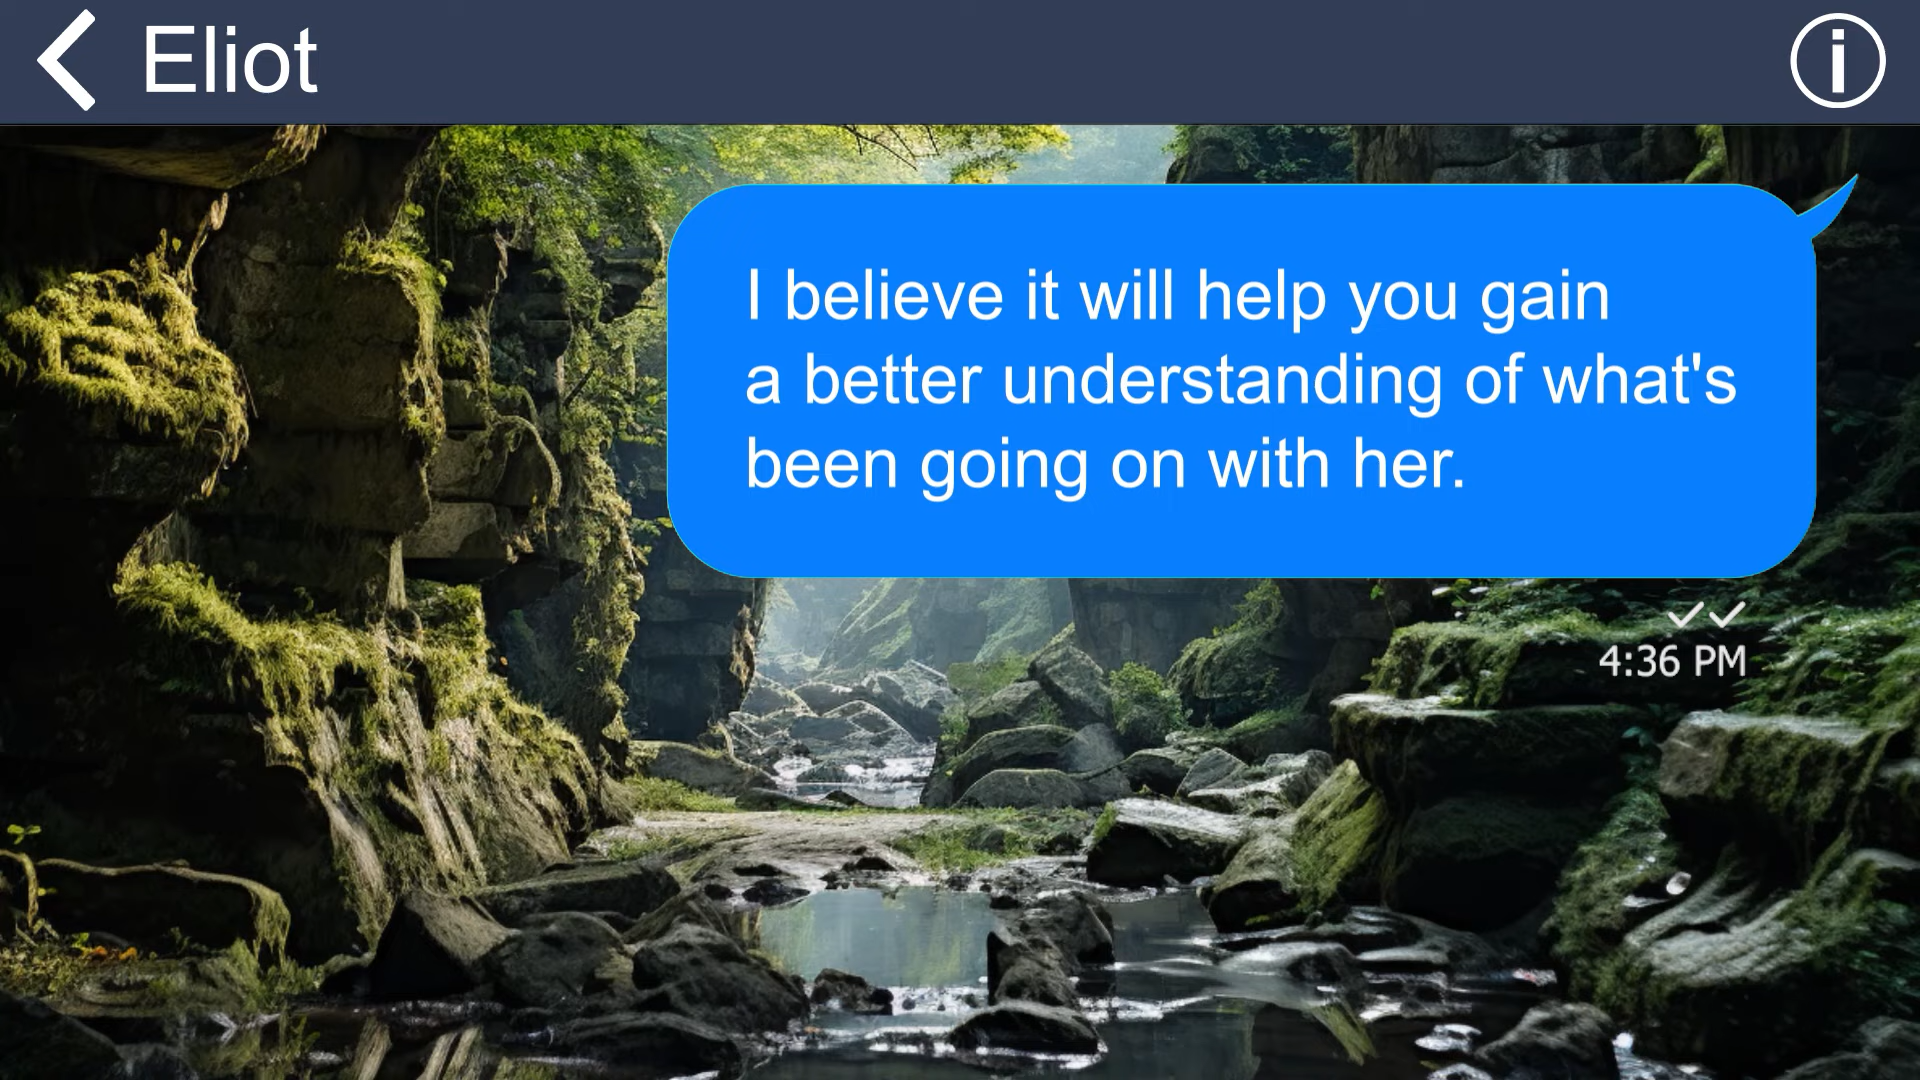 Eliot
I believe it will help you gain
a better understanding of what's
been going on with her.
4:36 PM